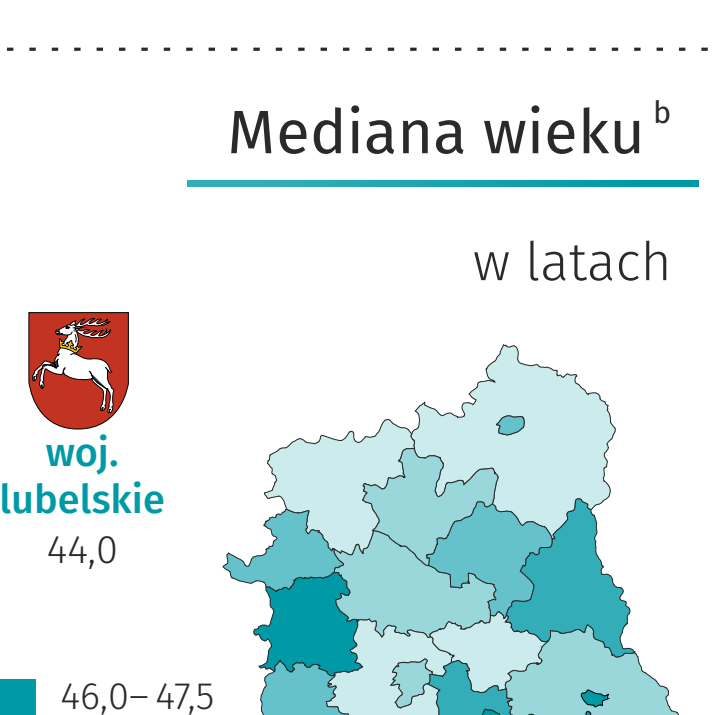 Mediana wieku b
w latach
woj.
lubelskie
44,0
46,0– 47,5